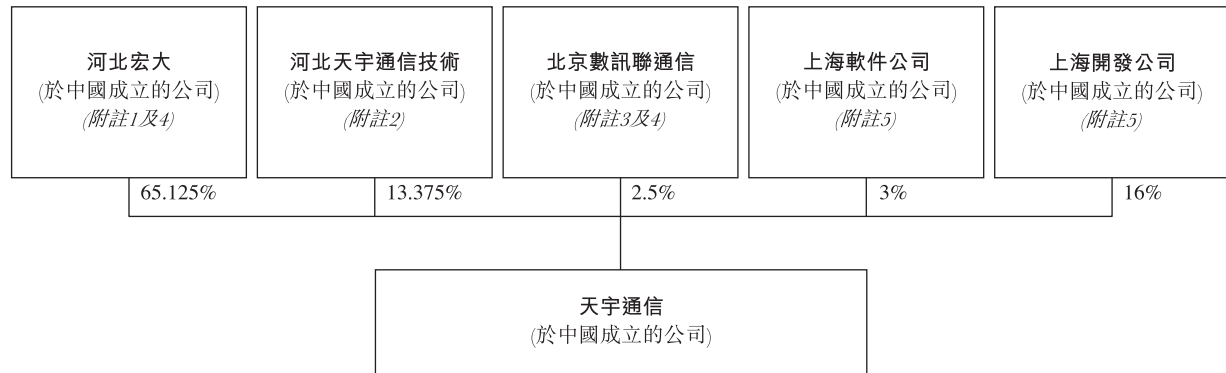 河北宏大
(於中國成立的公司)
(附註1及4)
河北天宇通信技術
(於中國成立的公司)
(附註2)
北京數訊聯通信
(於中國成立的公司)
(附註3及4)
上海軟件公司
(於中國成立的公司)
(附註5)
上海開發公司
(於中國成立的公司)
(附註5)
65.125%
13.375%
2.5%
3%
16%
天宇通信
(於中國成立的公司)